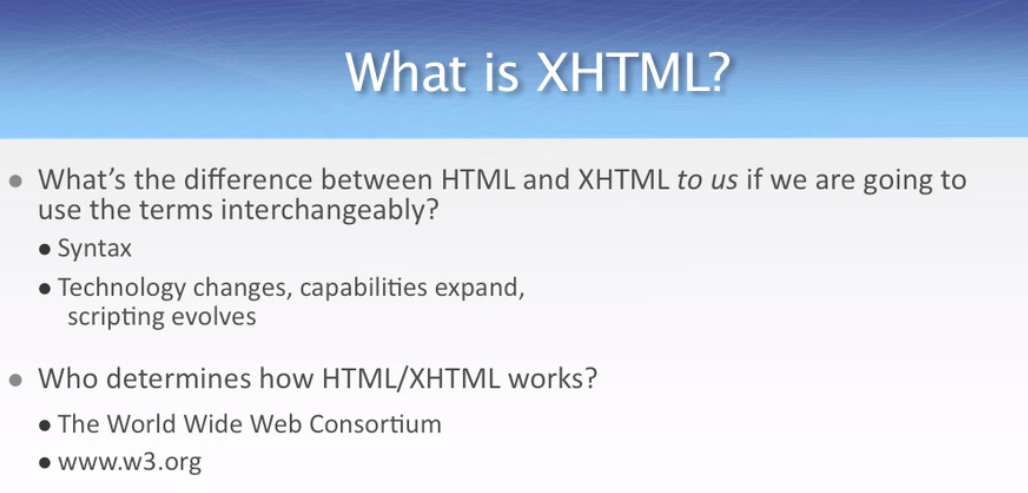 What is XHTML?
What's the difference between HTML and XHTML to us if we are going to
use the terms interchangeably?
Syntax
Technology changes, capabilities expand,
scripting evolves
Who determines how HTML/XHTML works?
The World Wide Web Consortium
www.w3.org